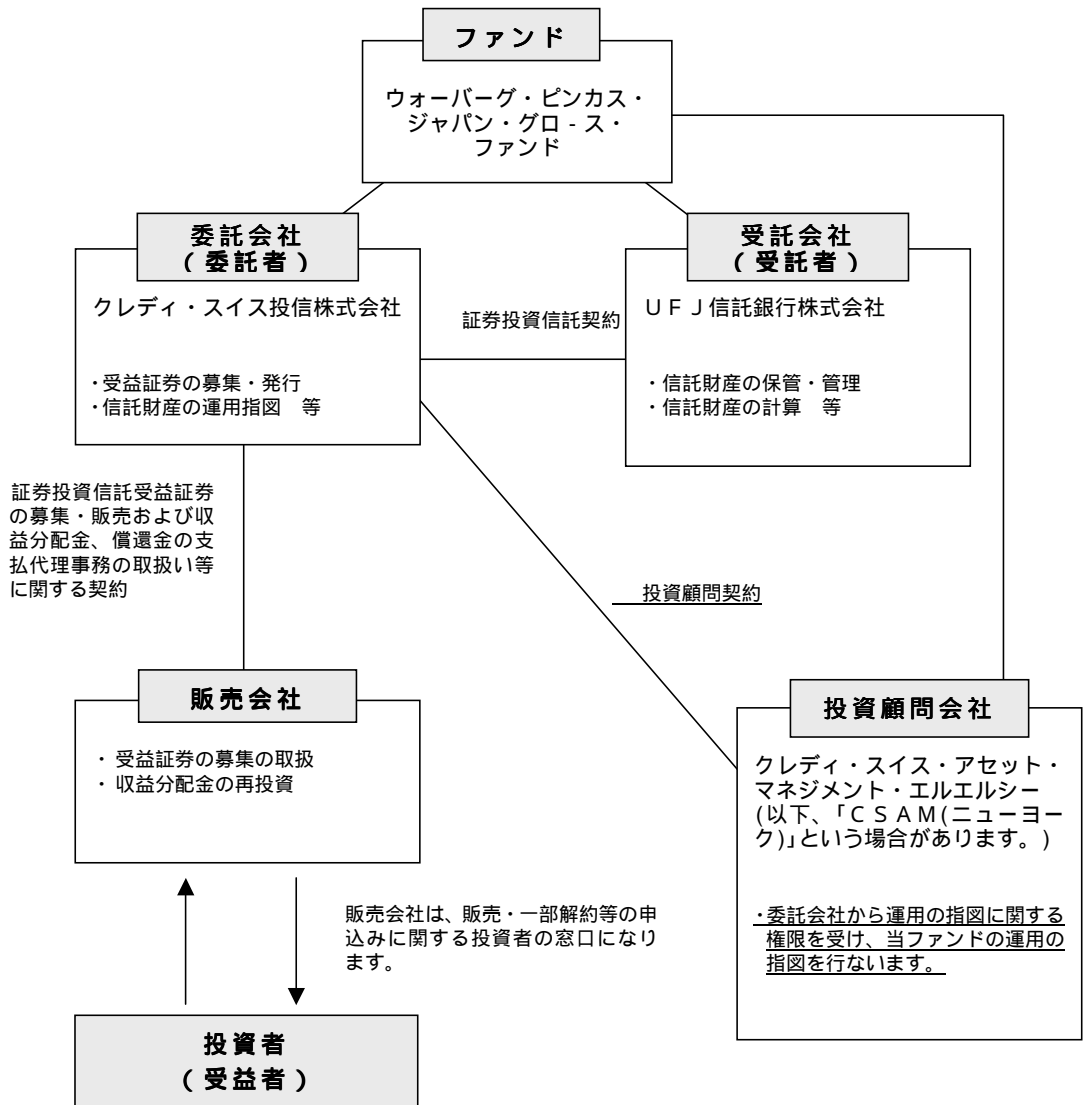 ファンド
ウォーバーグ・ピンカス・
ジャパン・グロ‐ス・
ファンド
委託会社
(委託者)
クレディ・スイス投信株式会社
・受益証券の募集・発行
・信託財産の運用指図 等
証券投資信託契約
受託会社
(受託者)
UFJ信託銀行株式会社
・信託財産の保管・管理
・信託財産の計算 等
証券投資信託受益証券
の募集・販売および収
益分配金、償還金の支
払代理事務の取扱い等
に関する契約
投資顧問契約
販売会社
・ 受益証券の募集の取扱
・ 収益分配金の再投資
投資顧問会社
クレディ・スイス・アセット・
マネジメント・エルエルシー
(以下、「CSAM(ニューヨー
ク)」という場合があります。)
・委託会社から運用の指図に関する
権限を受け、当ファンドの運用の
指図を行ないます。
販売会社は、販売・一部解約等の申
込みに関する投資者の窓口になり
ます。
投資者
(受益者)